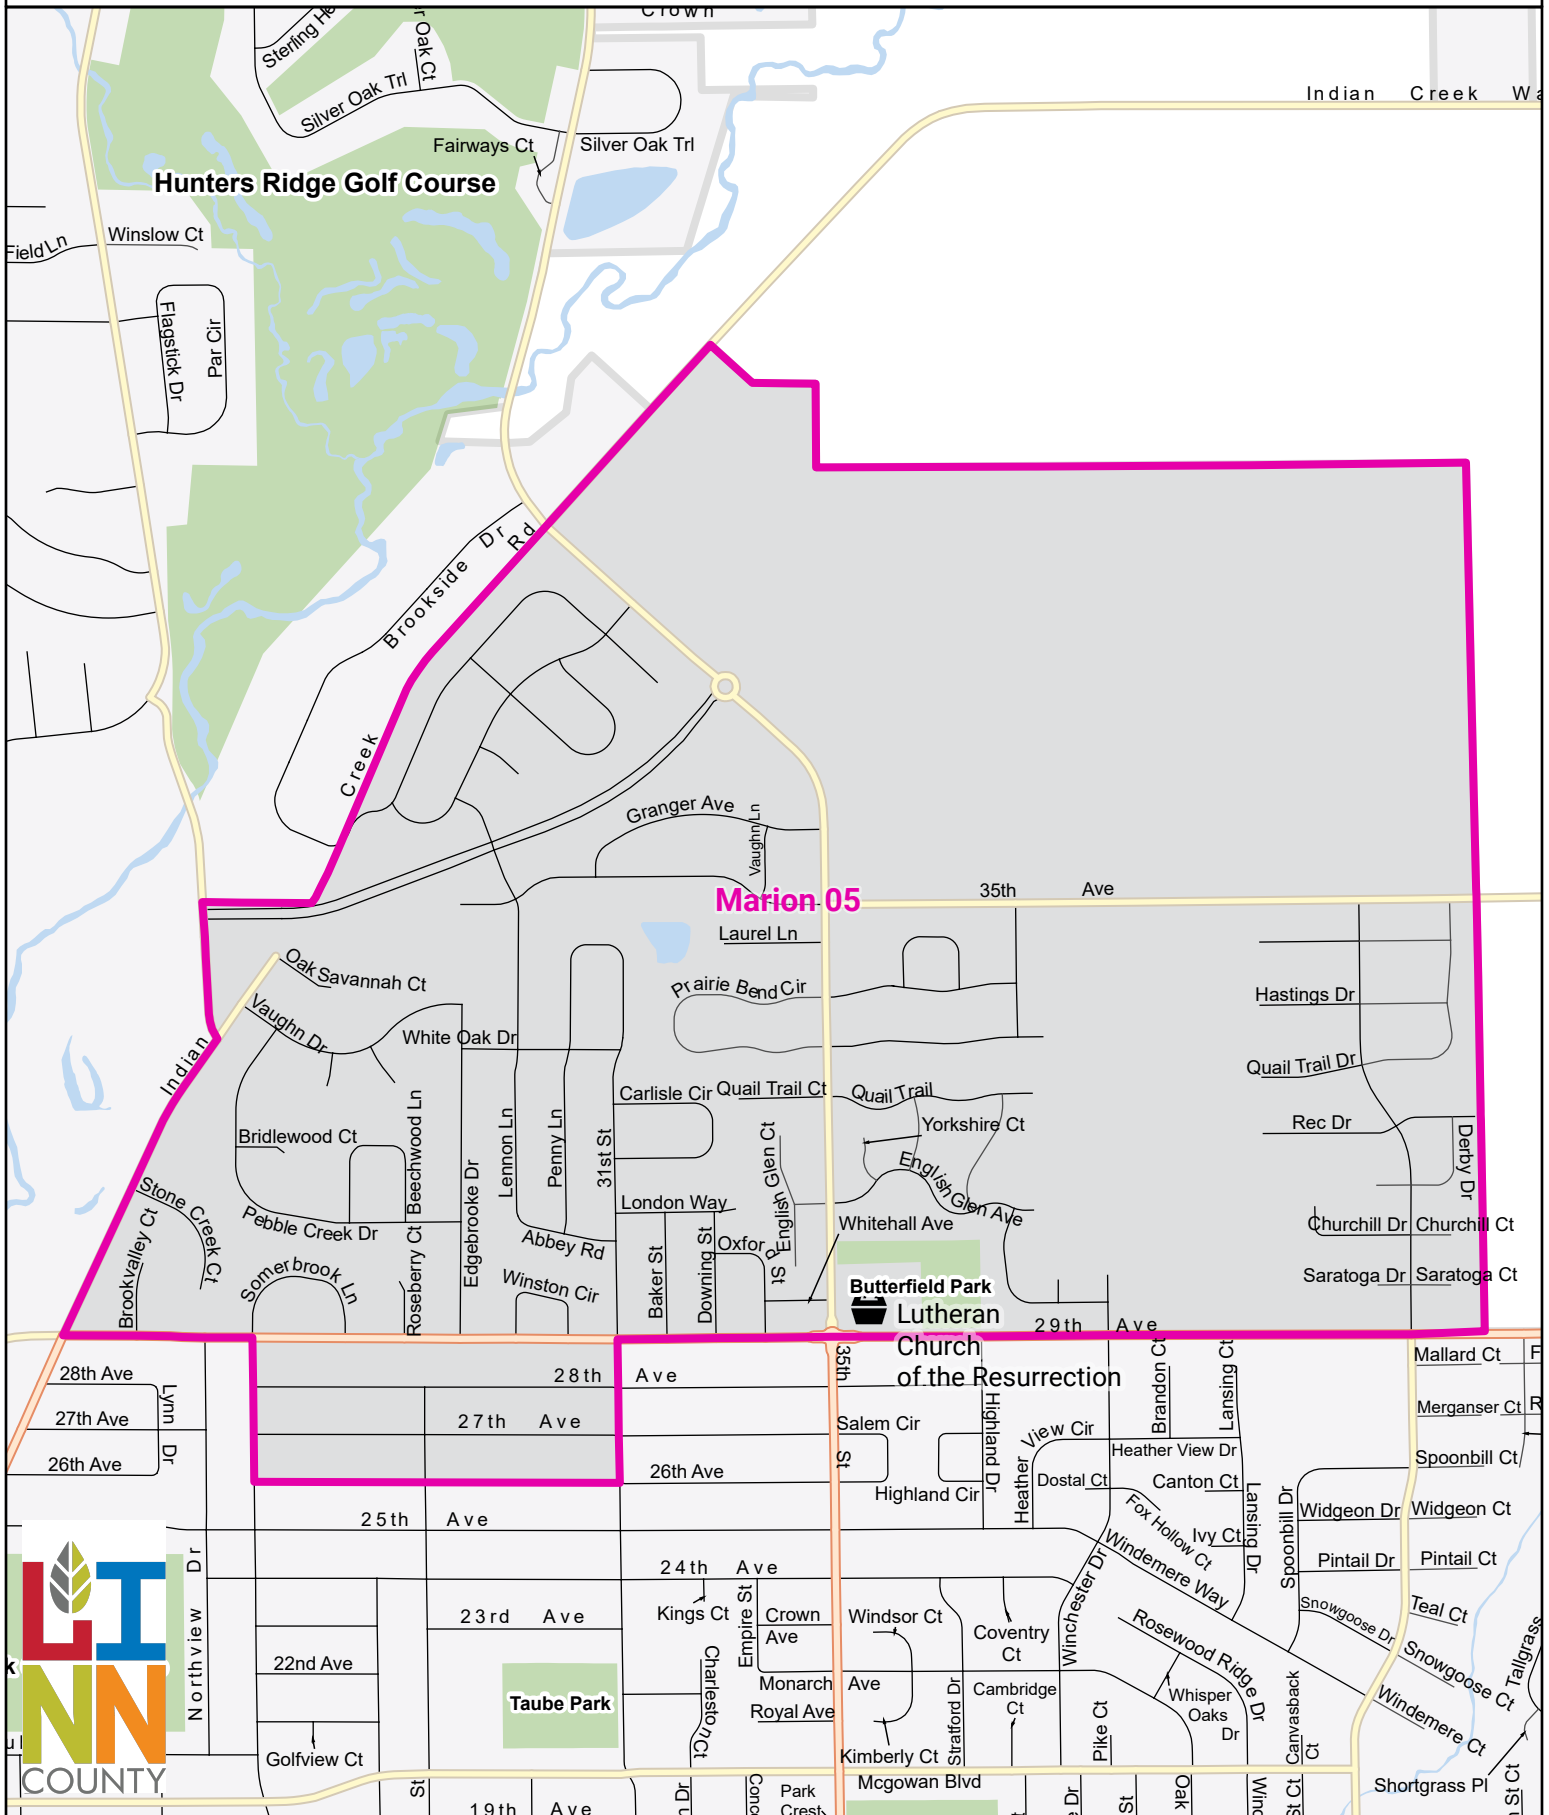 Crown
Sterling
r Oak Ct
Silver Oak Trl
Indian Creek
Fairways Ct
Silver Oak Trl
Hunters Ridge Golf Course
Winslow Ct
Field Ln
Flagstick Dr
Par Cir
Brookside Dr
Rd
Creek
Granger Ave
Vaughn Ln
35th Ave
Marion 05
Laurel Ln
Oak Savannah Ct
Prairie Bend Cir
Hastings Dr
Vaughn Dr
White Oak Dr
Indian
Quail Trail Dr
Carlisle Cir
Quail Trail Ct
Quail Trail
Beechwood Ln
Lennon Ln
Penny Ln
31st St
Yorkshire Ct
Rec Dr
Bridlewood Ct
English Glen Ct
English Glen Ave
Derby Dr
Stone Creek Ct
Edgebrooke Dr
London Way
Brookvalley Ct
Pebble Creek Dr
Whitehall Ave
Churchill Dr
Churchill Ct
Abbey Rd
Oxford St
Roseberry Ct
Baker St
Downing St
Somerbrook Ln
Winston Cir
Saratoga Dr
Saratoga Ct
Butterfield Park
Lutheran
Church
of the Resurrection
29th Ave
28th Ave
Lynn Dr
28th Ave
35th St
Highland Dr
Brandon Ct
Lansing Ct
Mallard Ct
F
27th Ave
27th Ave
Salem Cir
Merganser Ct
R
Heather View Cir
Heather View Dr
26th Ave
26th Ave
Dostal Ct
Canton Ct
Spoonbill Ct
Highland Cir
Fox Hollow Ct
Lansing Dr
Spoonbill Dr
Widgeon Dr
Widgeon Ct
25th Ave
Ivy Ct
Windemere Way
Pintail Dr
Pintail Ct
24th Ave
Northview Dr
Winchester Dr
Kings Ct
Empire St
Crown
Ave
Windsor Ct
Coventry
Ct
23rd Ave
Rosewood Ridge Dr
Snowgoose Dr
Teal Ct
Snowgoose Ct
Tallgrass
22nd Ave
Charleston Ct
Monarch Ave
Taube Park
Royal Ave
Stratford Dr
Cambridge
Ct
Whisper
Oaks
Dr
Canvasback
Ct
Windemere Ct
Pike Ct
Golfview Ct
Kimberly Ct
Mcgowan Blvd
Shortgrass Pl
LINN
COUNTY
k
St
19th Ave
n Dr
Park
Crest
e Dr
St
Oak
St Ct
St Ct